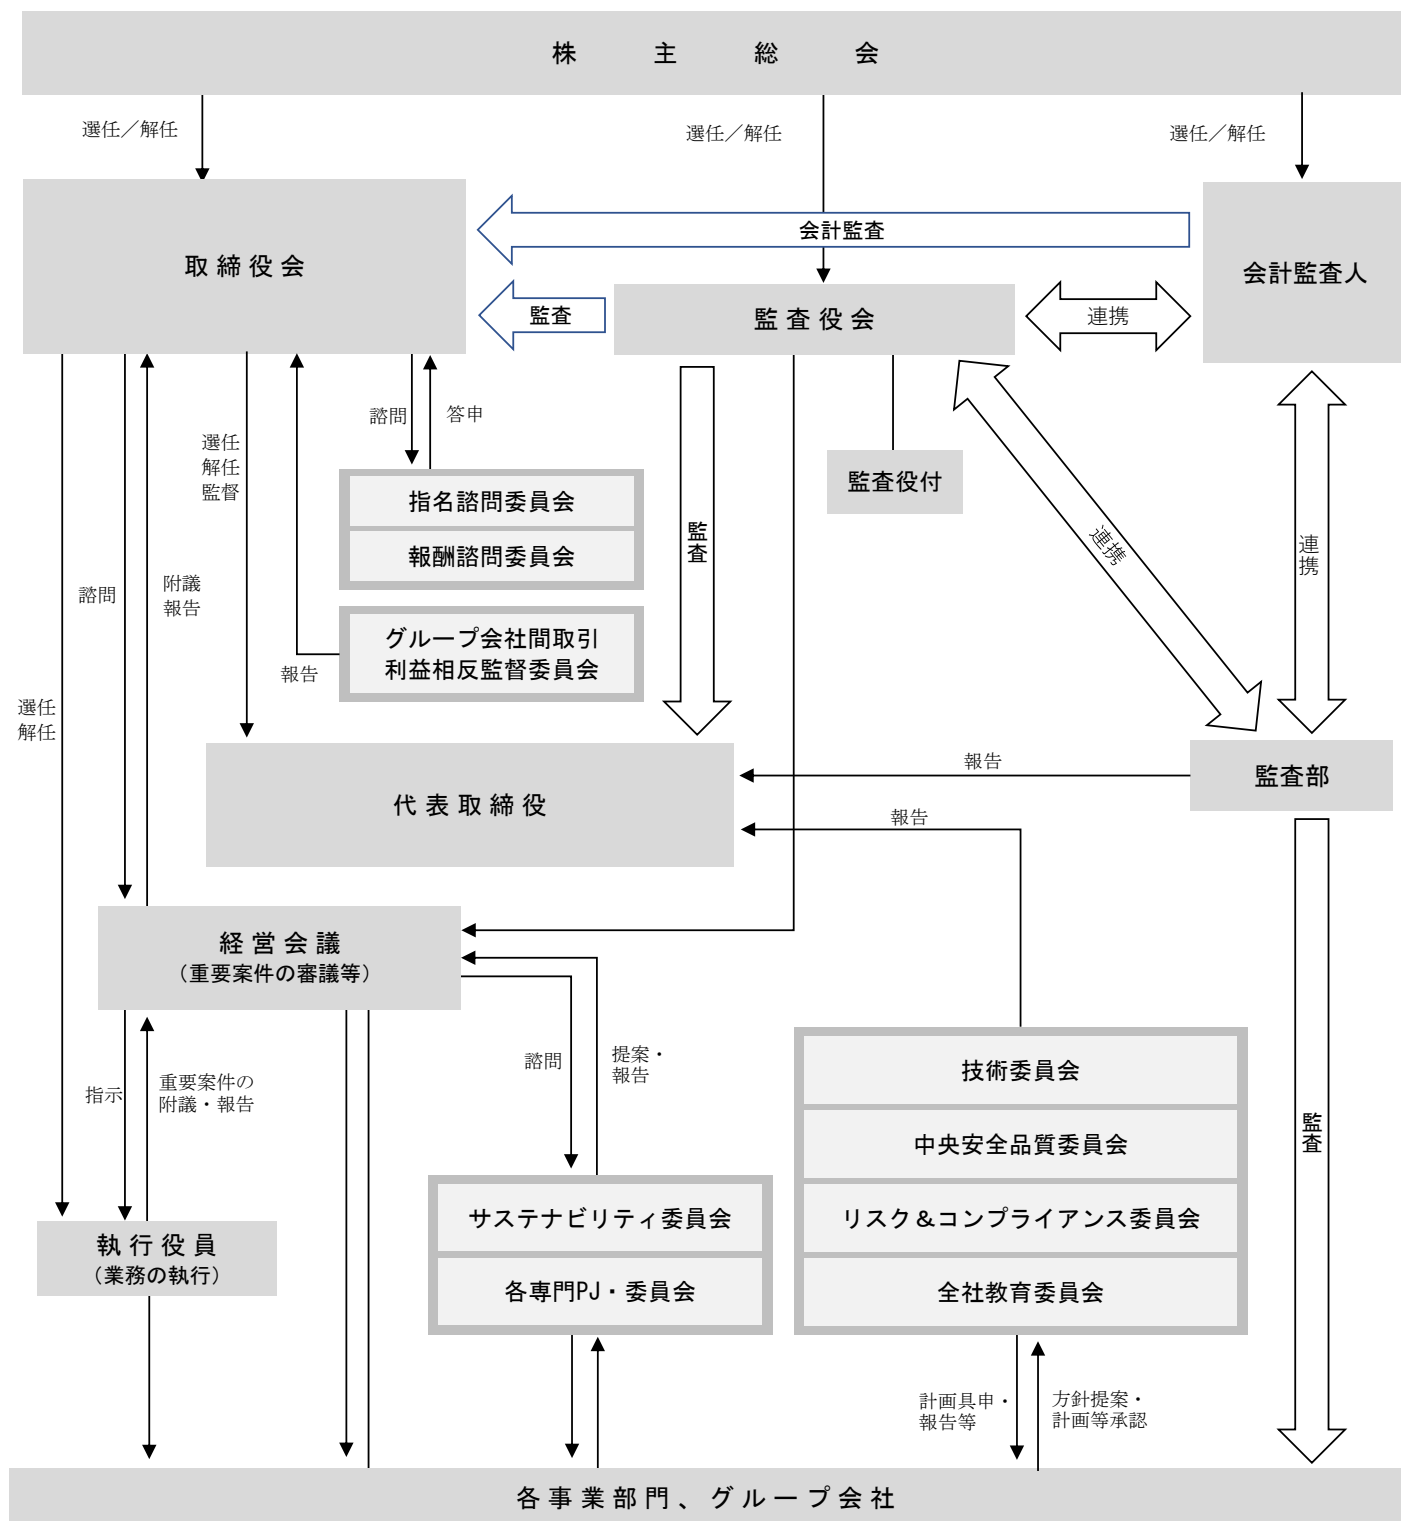 株主総会
選任／解任
選任／解任
選任／解任
取締役会
会計監査
会計監査人
監査
監査役会
連携
諮問
答申
選任
解任
監督
監査役付
指名諮問委員会
報酬諮問委員会
監査
連携
連携
諮問
附議
報告
グループ会社間取引
利益相反監督委員会
報告
選任
解任
報告
監査部
代表取締役
報告
経営会議
（重要案件の審議等）
諮問
提案・
報告
指示
重要案件の
附議・報告
技術委員会
中央安全品質委員会
リスク＆コンプライアンス委員会
全社教育委員会
監査
サステナビリティ委員会
各専門PJ・委員会
執行役員
（業務の執行）
計画具申・
報告等
方針提案・
計画等承認
各事業部門、グループ会社